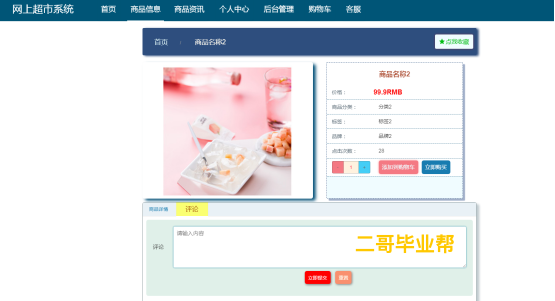 网上超市系统 首页 商品信息 商品资讯 个人中心 后台管理 购物车 客服
首页 商品名称2 ★点我收藏
商品名称2
价格: 99.9RMB
商品分类: 分类2
标签: 标签2
品牌: 品牌2
点击次数: 28
- 1 + 添加到购物车 立即购买
商品详情 评论
评论 请输入内容
二哥毕业帮
立即提交 重置